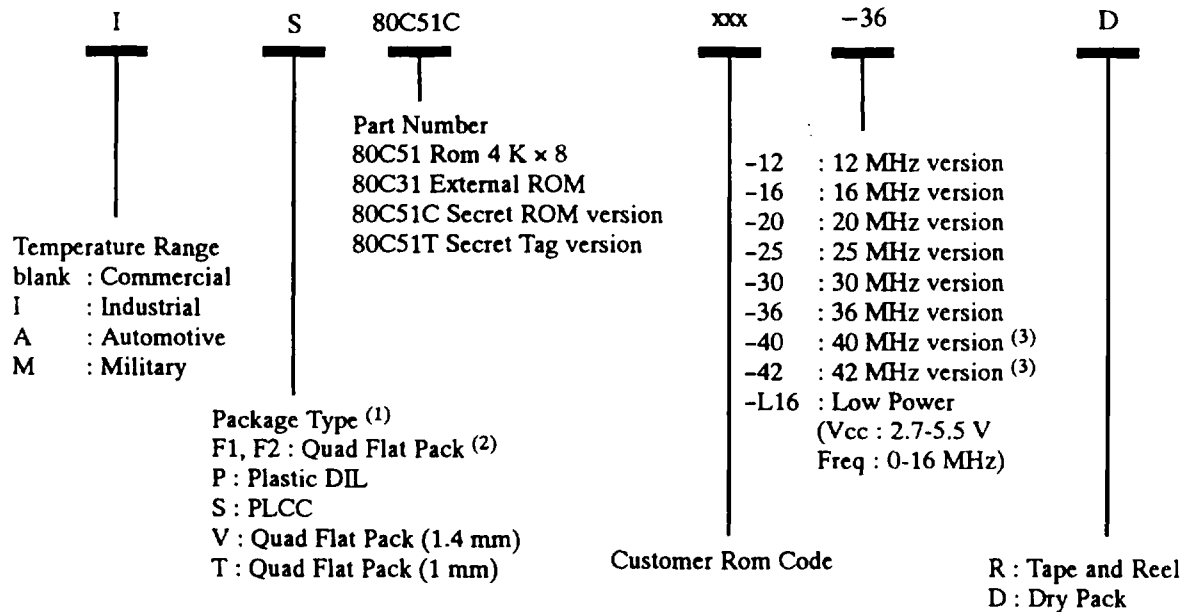 I S 80C51C xxx -36 D
Part Number
80C51 Rom 4 K × 8
80C31 External ROM
80C51C Secret ROM version
80C51T Secret Tag version
Temperature Range
blank : Commercial
I : Industrial
A : Automotive
M : Military
Package Type (1)
F1, F2 : Quad Flat Pack (2)
P : Plastic DIL
S : PLCC
V : Quad Flat Pack (1.4 mm)
T : Quad Flat Pack (1 mm)
Customer Rom Code
-12 : 12 MHz version
-16 : 16 MHz version
-20 : 20 MHz version
-25 : 25 MHz version
-30 : 30 MHz version
-36 : 36 MHz version
-40 : 40 MHz version (3)
-42 : 42 MHz version (3)
-L16 : Low Power
(Vcc : 2.7-5.5 V
Freq : 0-16 MHz)
R : Tape and Reel
D : Dry Pack